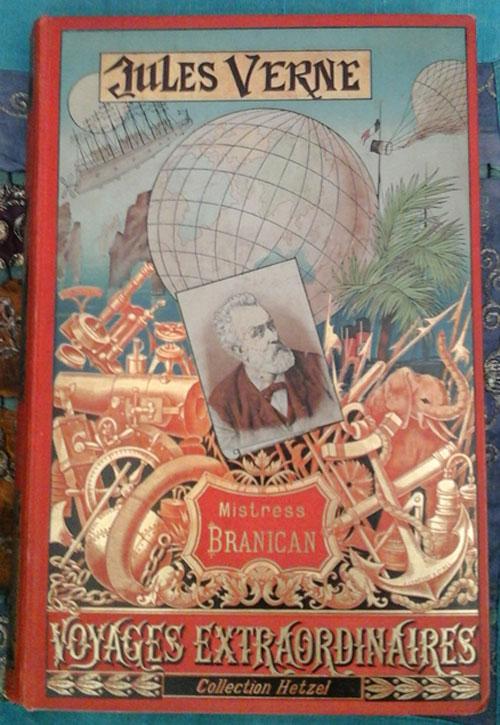 JULES VERNE
Mistress
BRANICAN
VOYAGES EXTRAORDINAIRES
Collection Hetzel